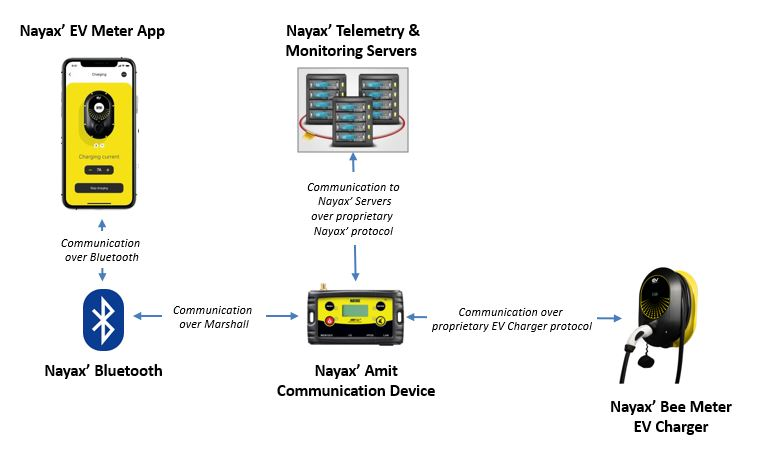 Nayax’ EV Meter App
Nayax’ Telemetry &
Monitoring Servers
Charging
Charging current
7A
Stop charging
Communication to
Nayax’ Servers
over proprietary
Nayax’ protocol
Communication
over Bluetooth
Communication
over Marshall
NAYAX
Communication over
proprietary EV Charger protocol
Nayax’ Bluetooth
Nayax’ Amit
Communication Device
Nayax’ Bee Meter
EV Charger